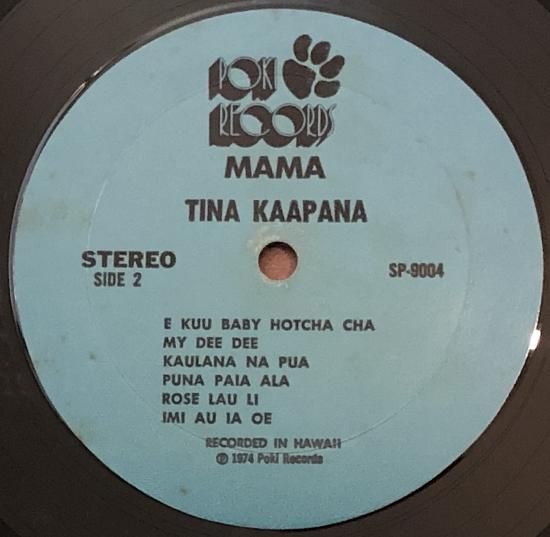 POKI
RECORDS
MAMA
TINA KAAPANA
STEREO
SIDE 2
SP-9004
E KUU BABY HOTCHA CHA
MY DEE DEE
KAULANA NA PUA
PUNA PAIA ALA
ROSE LAU LI
IMI AU IA OE
RECORDED IN HAWAII
℗ 1974 Poki Records